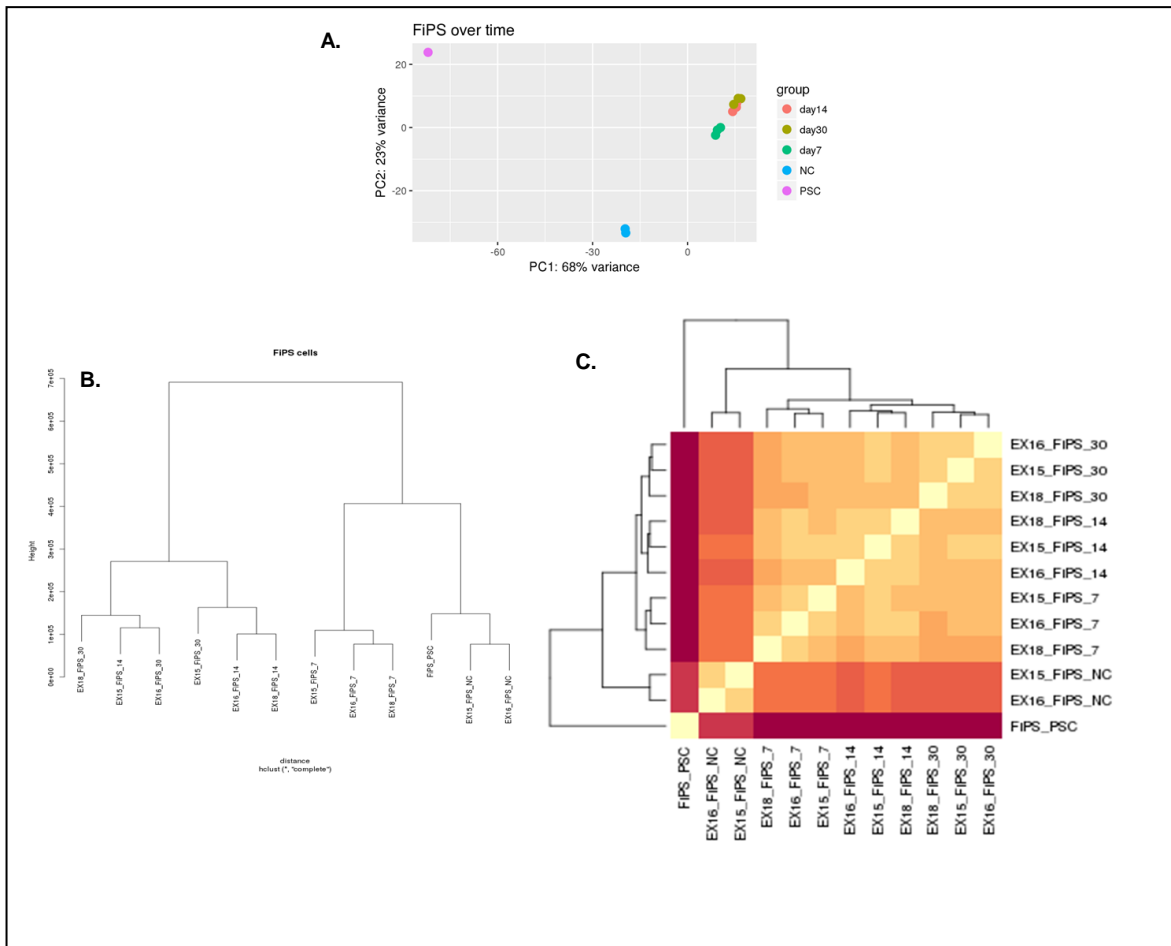 A.
FiPS over time
20
0
-20
PC2: 23% variance
-60
-30
0
PC1: 68% variance
group
day14
day30
day7
NC
PSC
B.
FiPS cells
Height
7e+05
6e+05
5e+05
4e+05
3e+05
2e+05
1e+05
0e+00
EX18_FiPS_30
EX15_FiPS_14
EX16_FiPS_30
EX15_FiPS_30
EX16_FiPS_14
EX18_FiPS_14
EX15_FiPS_7
EX16_FiPS_7
EX18_FiPS_7
FiPS_PSC
EX15_FiPS_NC
EX16_FiPS_NC
distance
hclust (*, "complete")
C.
EX16_FiPS_30
EX15_FiPS_30
EX18_FiPS_30
EX18_FiPS_14
EX15_FiPS_14
EX16_FiPS_14
EX15_FiPS_7
EX16_FiPS_7
EX18_FiPS_7
EX15_FiPS_NC
EX16_FiPS_NC
FiPS_PSC
FiPS_PSC
EX16_FiPS_NC
EX15_FiPS_NC
EX18_FiPS_7
EX16_FiPS_7
EX15_FiPS_7
EX16_FiPS_14
EX15_FiPS_14
EX18_FiPS_14
EX18_FiPS_30
EX15_FiPS_30
EX16_FiPS_30